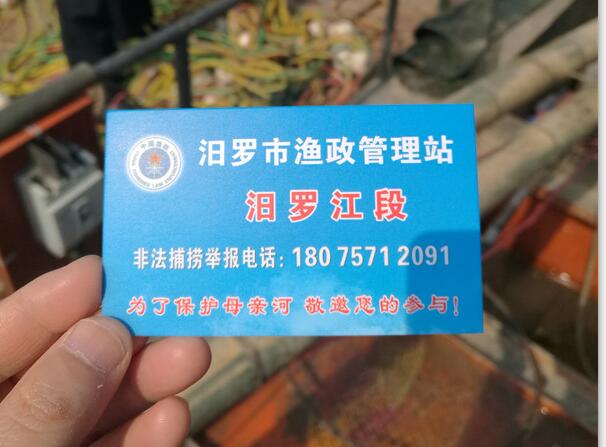 汨罗市渔政管理站
汨罗江段
非法捕捞举报电话：180 7571 2091
为了保护母亲河 敬邀您的参与！